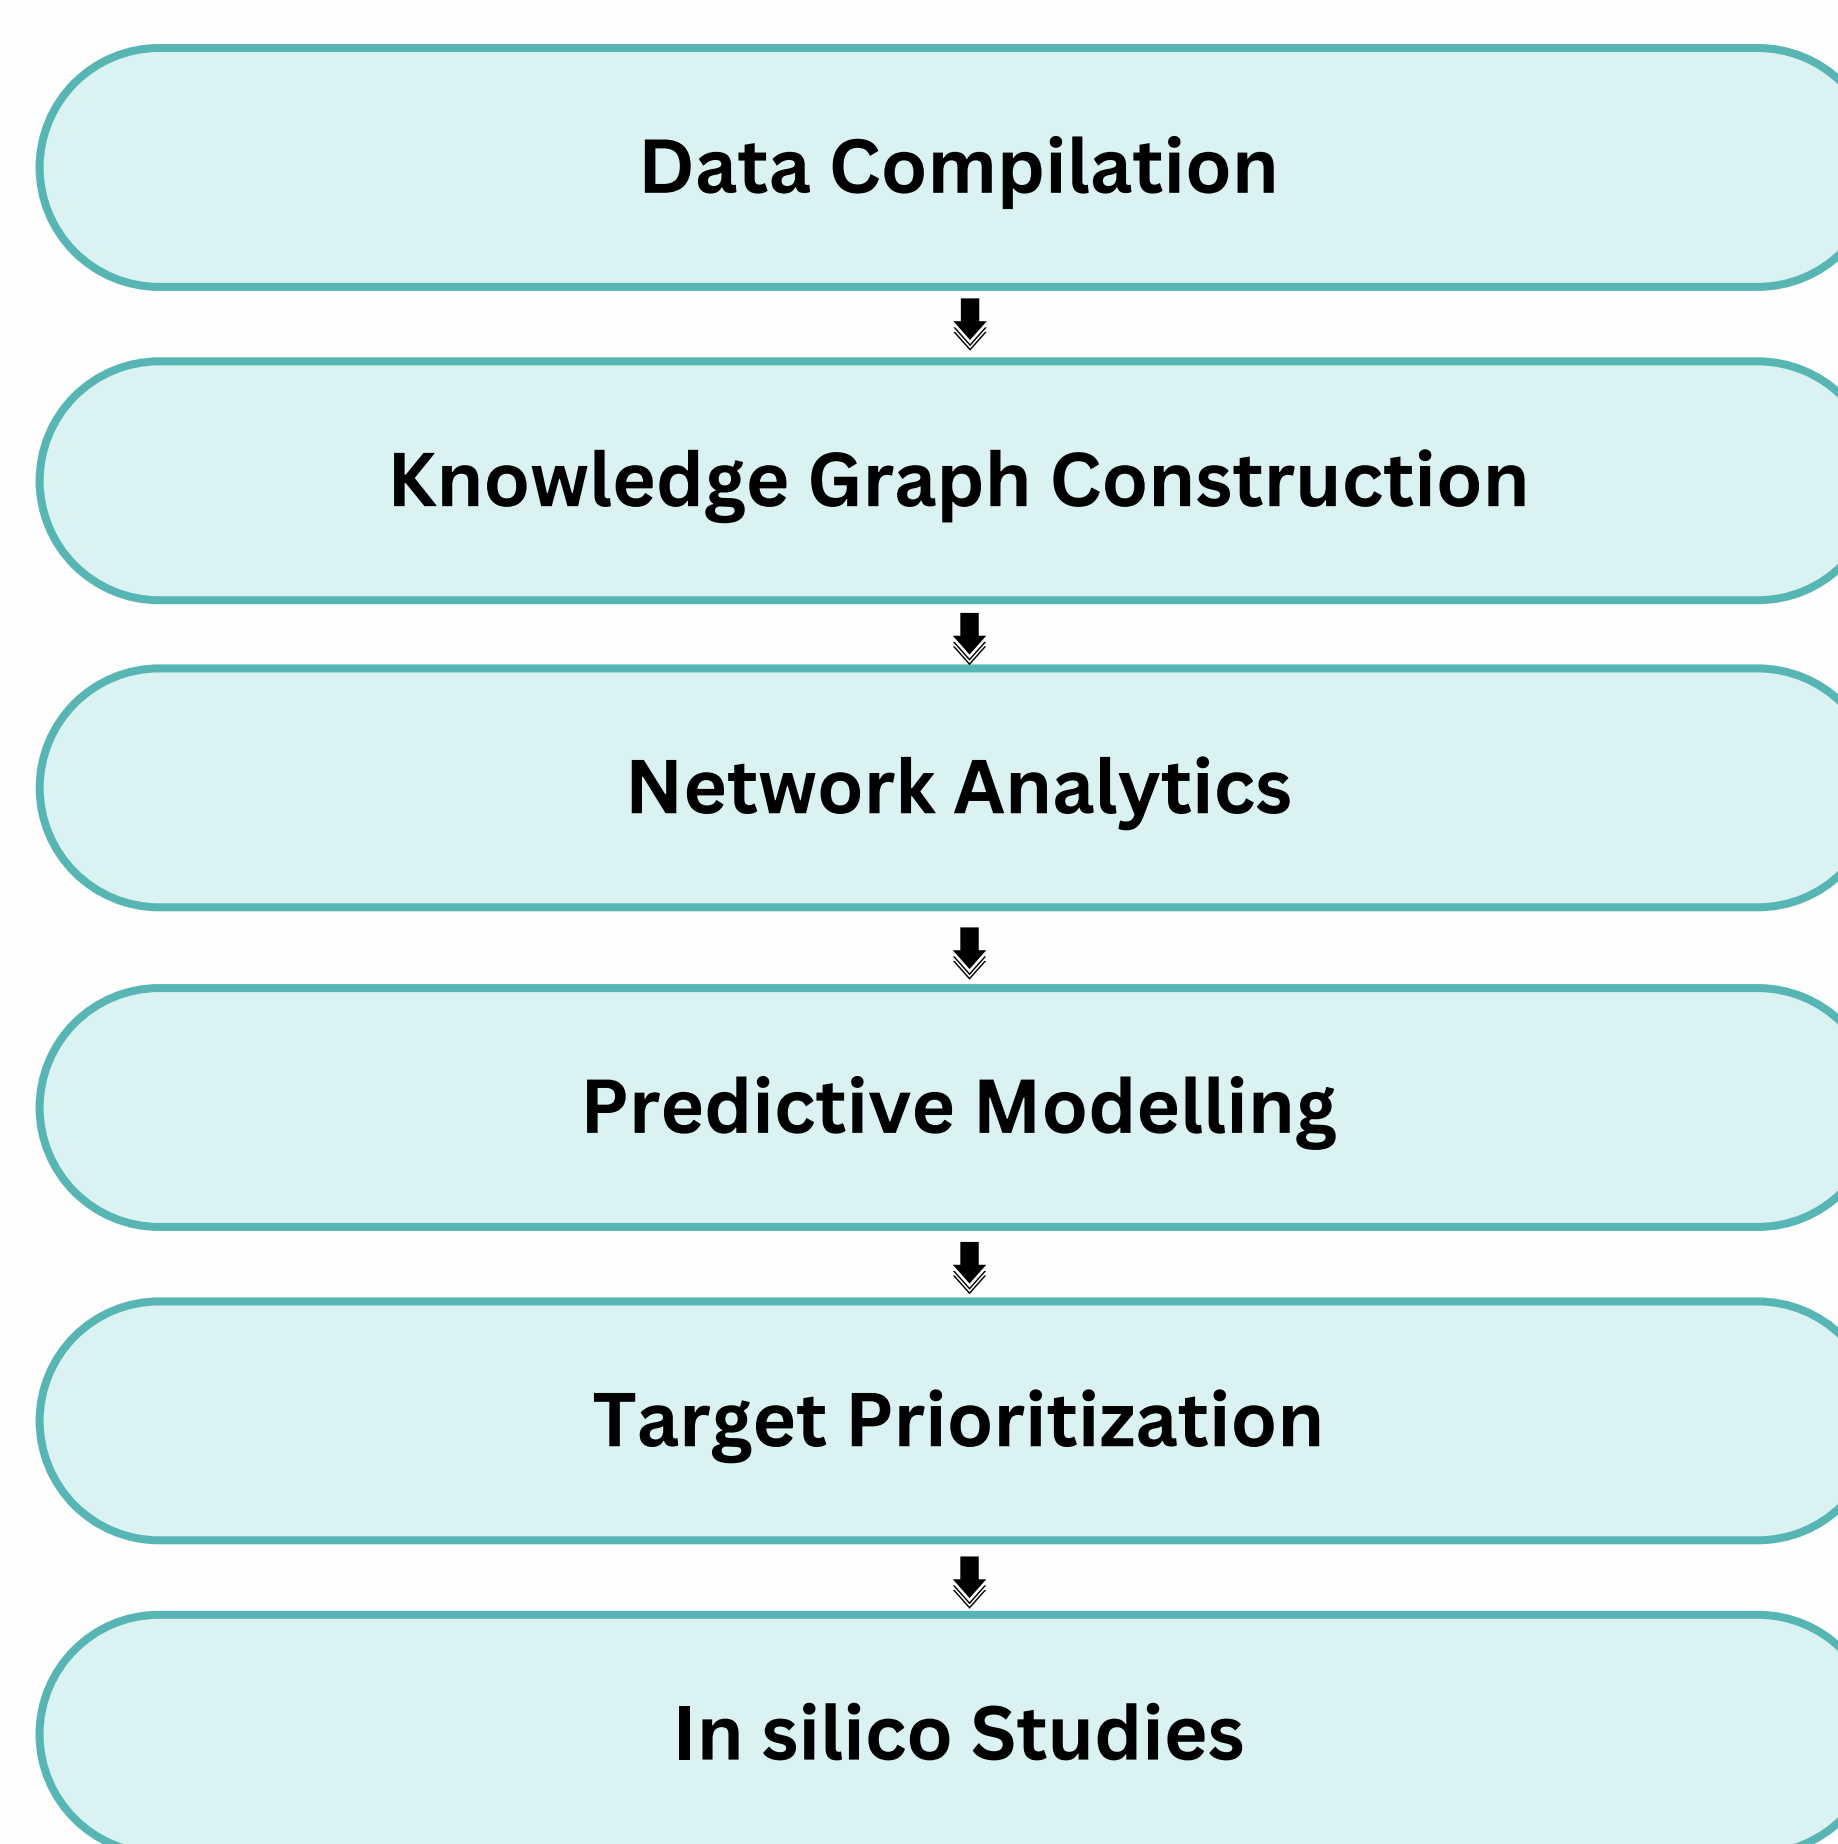 Data Compilation
Knowledge Graph Construction
Network Analytics
Predictive Modelling
Target Prioritization
In silico Studies